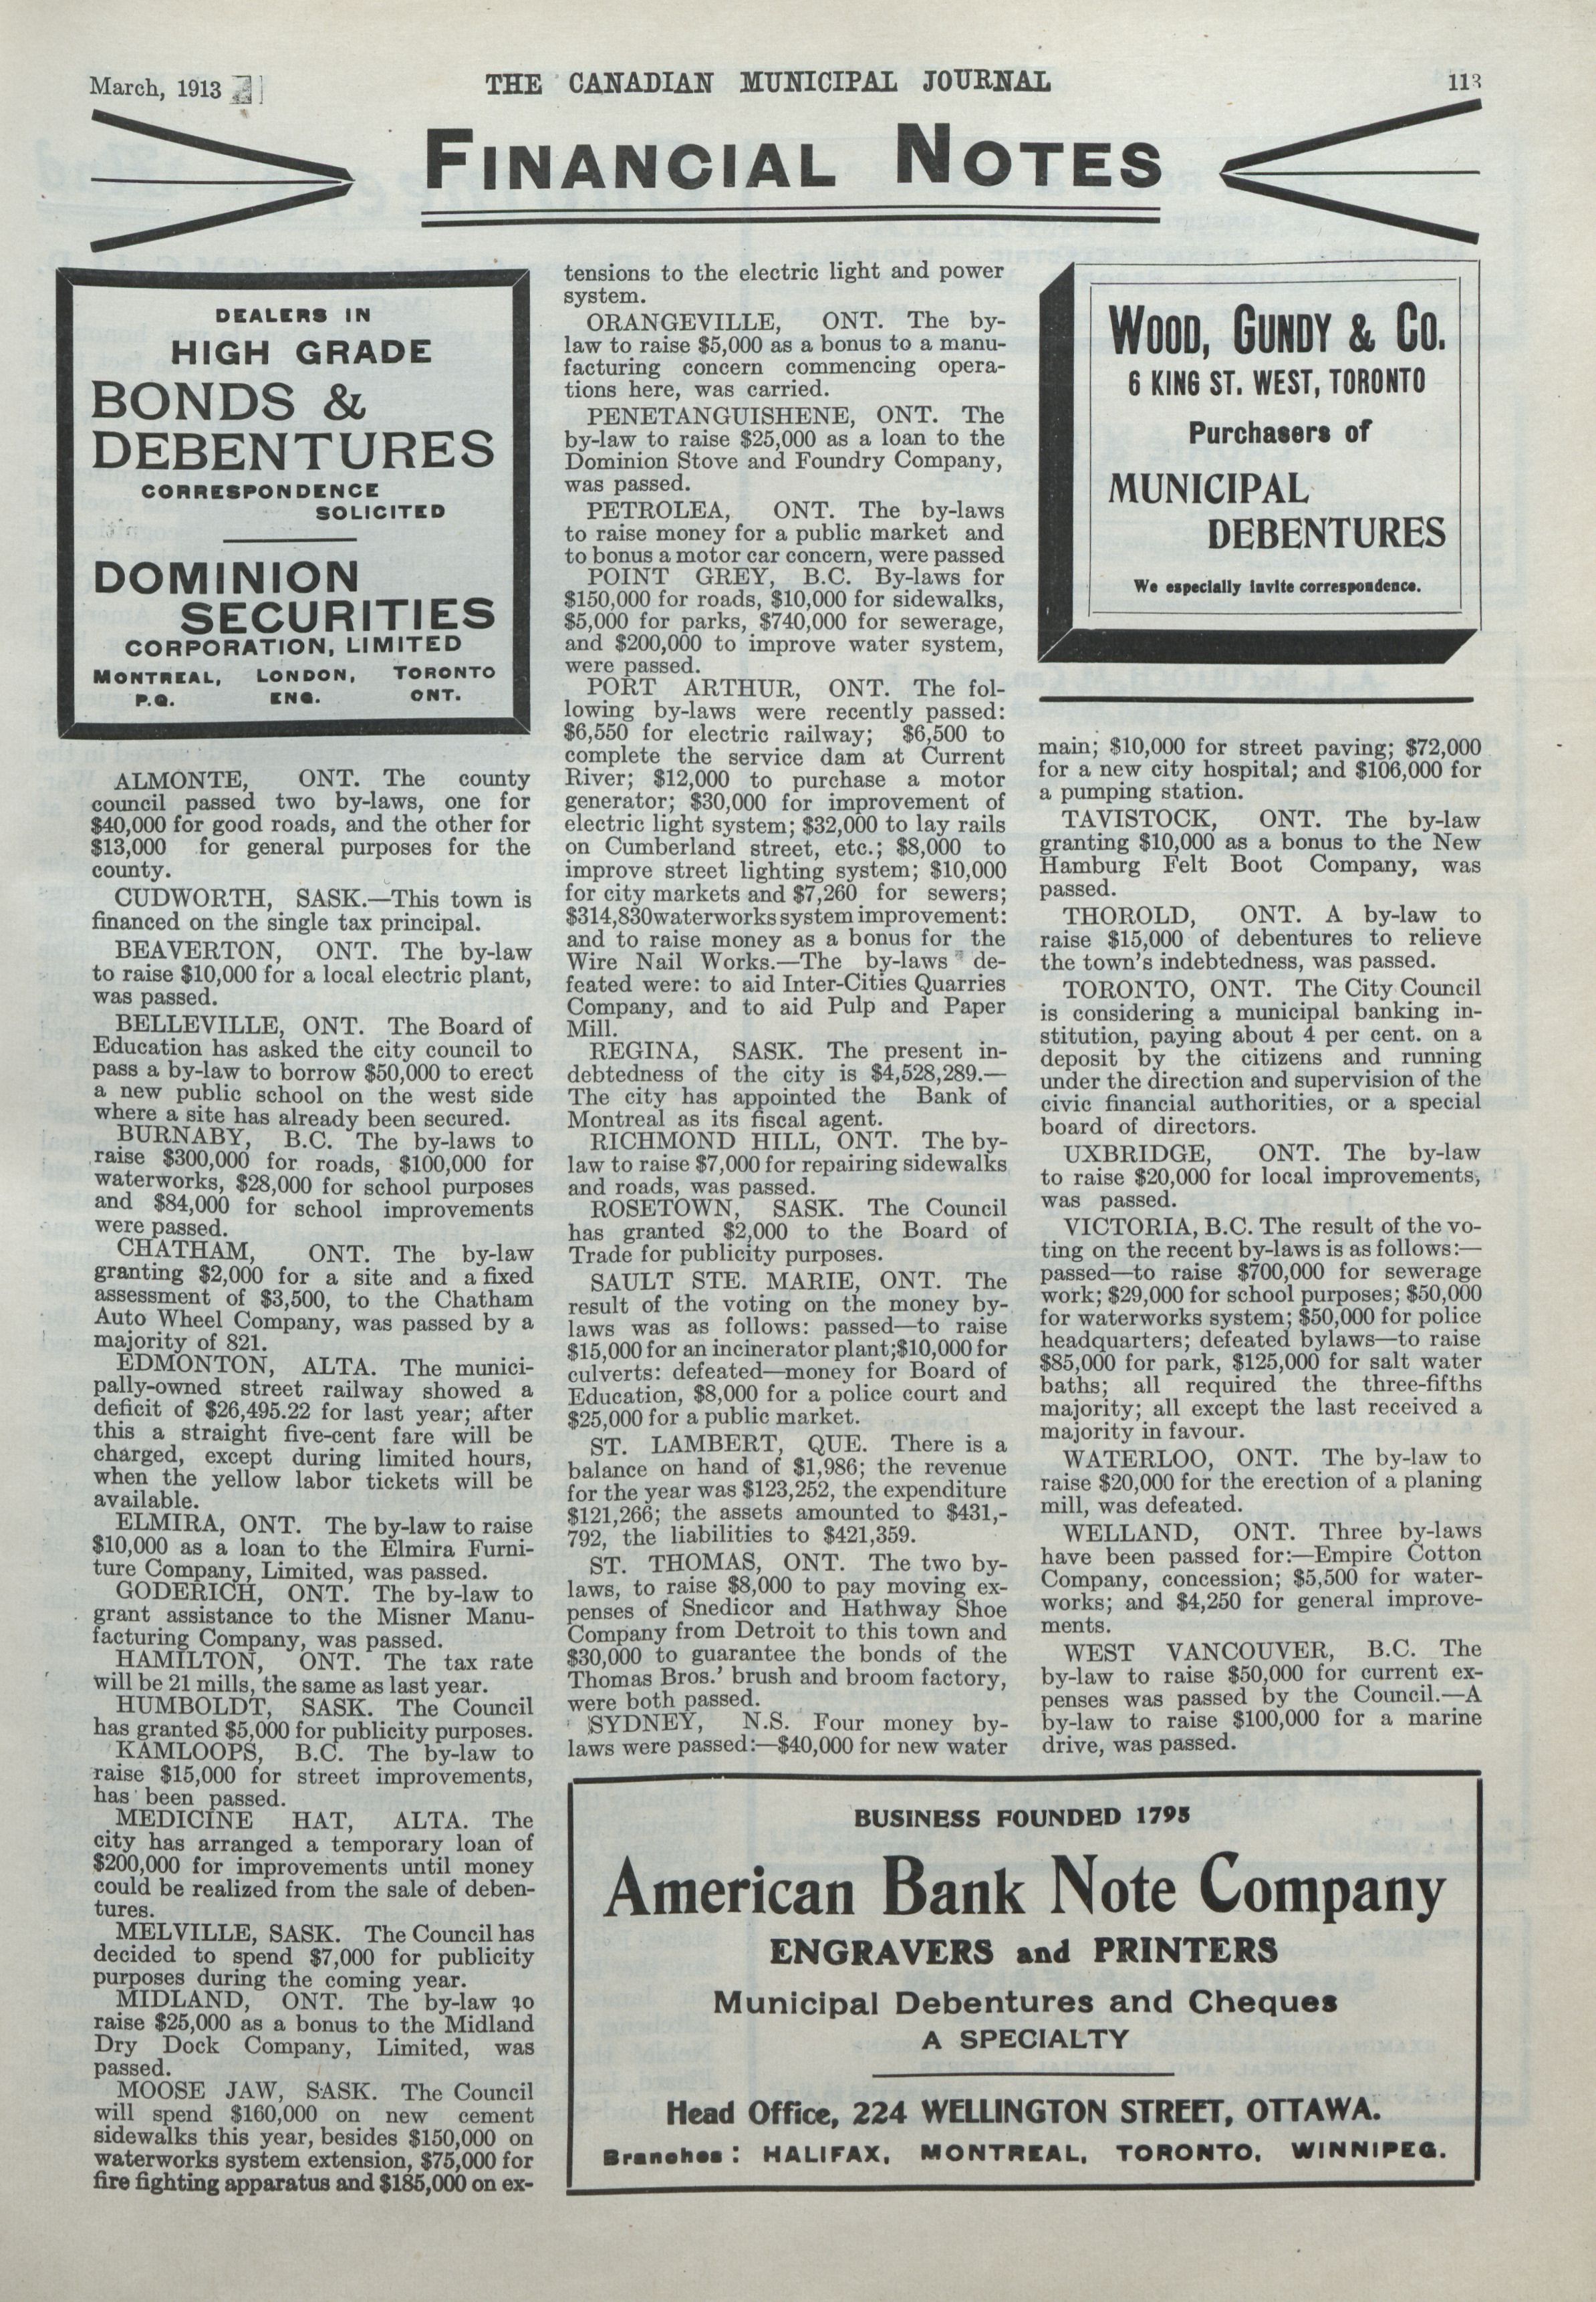 March, 1913
THE CANADIAN MUNICIPAL JOURNAL
113
FINANCIAL NOTES
DEALERS IN
HIGH GRADE
BONDS &
DEBENTURES
CORRESPONDENCE
SOLICITED
DOMINION
SECURITIES
CORPORATION, LIMITED
MONTREAL, LONDON, TORONTO
P.Q. ENG. ONT.
ALMONTE, ONT. The county
council passed two by-laws, one for
$40,000 for good roads, and the other for
$13,000 for general purposes for the
county.
CUDWORTH, SASK.—This town is
financed on the single tax principal.
BEAVERTON, ONT. The by-law
to raise $10,000 for a local electric plant,
was passed.
BELLEVILLE, ONT. The Board of
Education has asked the city council to
pass a by-law to borrow $50,000 to erect
a new public school on the west side
where a site has already been secured.
BURNABY, B.C. The by-laws to
raise $300,000 for roads, $100,000 for
waterworks, $28,000 for school purposes
and $84,000 for school improvements
were passed.
CHATHAM, ONT. The by-law
granting $2,000 for a site and a fixed
assessment of $3,500, to the Chatham
Auto Wheel Company, was passed by a
majority of 821.
EDMONTON, ALTA. The munici-
pally-owned street railway showed a
deficit of $26,495.22 for last year; after
this a straight five-cent fare will be
charged, except during limited hours,
when the yellow labor tickets will be
available.
ELMIRA, ONT. The by-law to raise
$10,000 as a loan to the Elmira Furni-
ture Company, Limited, was passed.
GODERICH, ONT. The by-law to
grant assistance to the Misner Manu-
facturing Company, was passed.
HAMILTON, ONT. The tax rate
will be 21 mills, the same as last year.
HUMBOLDT, SASK. The Council
has granted $5,000 for publicity purposes.
KAMLOOPS, B.C. The by-law to
raise $15,000 for street improvements,
has been passed.
MEDICINE HAT, ALTA. The
city has arranged a temporary loan of
$200,000 for improvements until money
could be realized from the sale of deben-
tures.
MELVILLE, SASK. The Council has
decided to spend $7,000 for publicity
purposes during the coming year.
MIDLAND, ONT. The by-law to
raise $25,000 as a bonus to the Midland
Dry Dock Company, Limited, was
passed.
MOOSE JAW, SASK. The Council
will spend $160,000 on new cement
sidewalks this year, besides $150,000 on
waterworks system extension, $75,000 for
fire fighting apparatus and $185,000 on ex-
tensions to the electric light and power
system.
ORANGEVILLE, ONT. The by-
law to raise $5,000 as a bonus to a manu-
facturing concern commencing opera-
tions here, was carried.
PENETANGUISHENE, ONT. The
by-law to raise $25,000 as a loan to the
Dominion Stove and Foundry Company,
was passed.
PETROLEA, ONT. The by-laws
to raise money for a public market and
to bonus a motor car concern, were passed
POINT GREY, B.C. By-laws for
$150,000 for roads, $10,000 for sidewalks,
$5,000 for parks, $740,000 for sewerage,
and $200,000 to improve water system,
were passed.
PORT ARTHUR, ONT. The fol-
lowing by-laws were recently passed:
$6,550 for electric railway; $6,500 to
complete the service dam at Current
River; $12,000 to purchase a motor
generator; $30,000 for improvement of
electric light system; $32,000 to lay rails
on Cumberland street, etc.; $8,000 to
improve street lighting system; $10,000
for city markets and $7,260 for sewers;
$314,830waterworks system improvement:
and to raise money as a bonus for the
Wire Nail Works.—The by-laws de-
feated were: to aid Inter-Cities Quarries
Company, and to aid Pulp and Paper
Mill.
REGINA, SASK. The present in-
debtedness of the city is $4,528,289.—
The city has appointed the Bank of
Montreal as its fiscal agent.
RICHMOND HILL, ONT. The by-
law to raise $7,000 for repairing sidewalks
and roads, was passed.
ROSETOWN, SASK. The Council
has granted $2,000 to the Board of
Trade for publicity purposes.
SAULT STE. MARIE, ONT. The
result of the voting on the money by-
laws was as follows: passed—to raise
$15,000 for an incinerator plant;$10,000 for
culverts: defeated—money for Board of
Education, $8,000 for a police court and
$25,000 for a public market.
ST. LAMBERT, QUE. There is a
balance on hand of $1,986; the revenue
for the year was $123,252, the expenditure
$121,266; the assets amounted to $431,-
792, the liabilities to $421,359.
ST. THOMAS, ONT. The two by-
laws, to raise $8,000 to pay moving ex-
penses of Snedicor and Hathway Shoe
Company from Detroit to this town and
$30,000 to guarantee the bonds of the
Thomas Bros.' brush and broom factory,
were both passed.
SYDNEY, N.S. Four money by-
laws were passed:—$40,000 for new water
WOOD, GUNDY & CO.
6 KING ST. WEST, TORONTO
Purchasers of
MUNICIPAL
DEBENTURES
We especially invite correspondence.
main; $10,000 for street paving; $72,000
for a new city hospital; and $106,000 for
a pumping station.
TAVISTOCK, ONT. The by-law
granting $10,000 as a bonus to the New
Hamburg Felt Boot Company, was
passed.
THOROLD, ONT. A by-law to
raise $15,000 of debentures to relieve
the town's indebtedness, was passed.
TORONTO, ONT. The City Council
is considering a municipal banking in-
stitution, paying about 4 per cent. on a
deposit by the citizens and running
under the direction and supervision of the
civic financial authorities, or a special
board of directors.
UXBRIDGE, ONT. The by-law
to raise $20,000 for local improvements,
was passed.
VICTORIA, B.C. The result of the vo-
ting on the recent by-laws is as follows:—
passed—to raise $700,000 for sewerage
work; $29,000 for school purposes; $50,000
for waterworks system; $50,000 for police
headquarters; defeated bylaws—to raise
$85,000 for park, $125,000 for salt water
baths; all required the three-fifths
majority; all except the last received a
majority in favour.
WATERLOO, ONT. The by-law to
raise $20,000 for the erection of a planing
mill, was defeated.
WELLAND, ONT. Three by-laws
have been passed for:—Empire Cotton
Company, concession; $5,500 for water-
works; and $4,250 for general improve-
ments.
WEST VANCOUVER, B.C. The
by-law to raise $50,000 for current ex-
penses was passed by the Council.—A
by-law to raise $100,000 for a marine
drive, was passed.
BUSINESS FOUNDED 1795
American Bank Note Company
ENGRAVERS and PRINTERS
Municipal Debentures and Cheques
A SPECIALTY
Head Office, 224 WELLINGTON STREET, OTTAWA.
Branches: HALIFAX, MONTREAL, TORONTO, WINNIPEG.